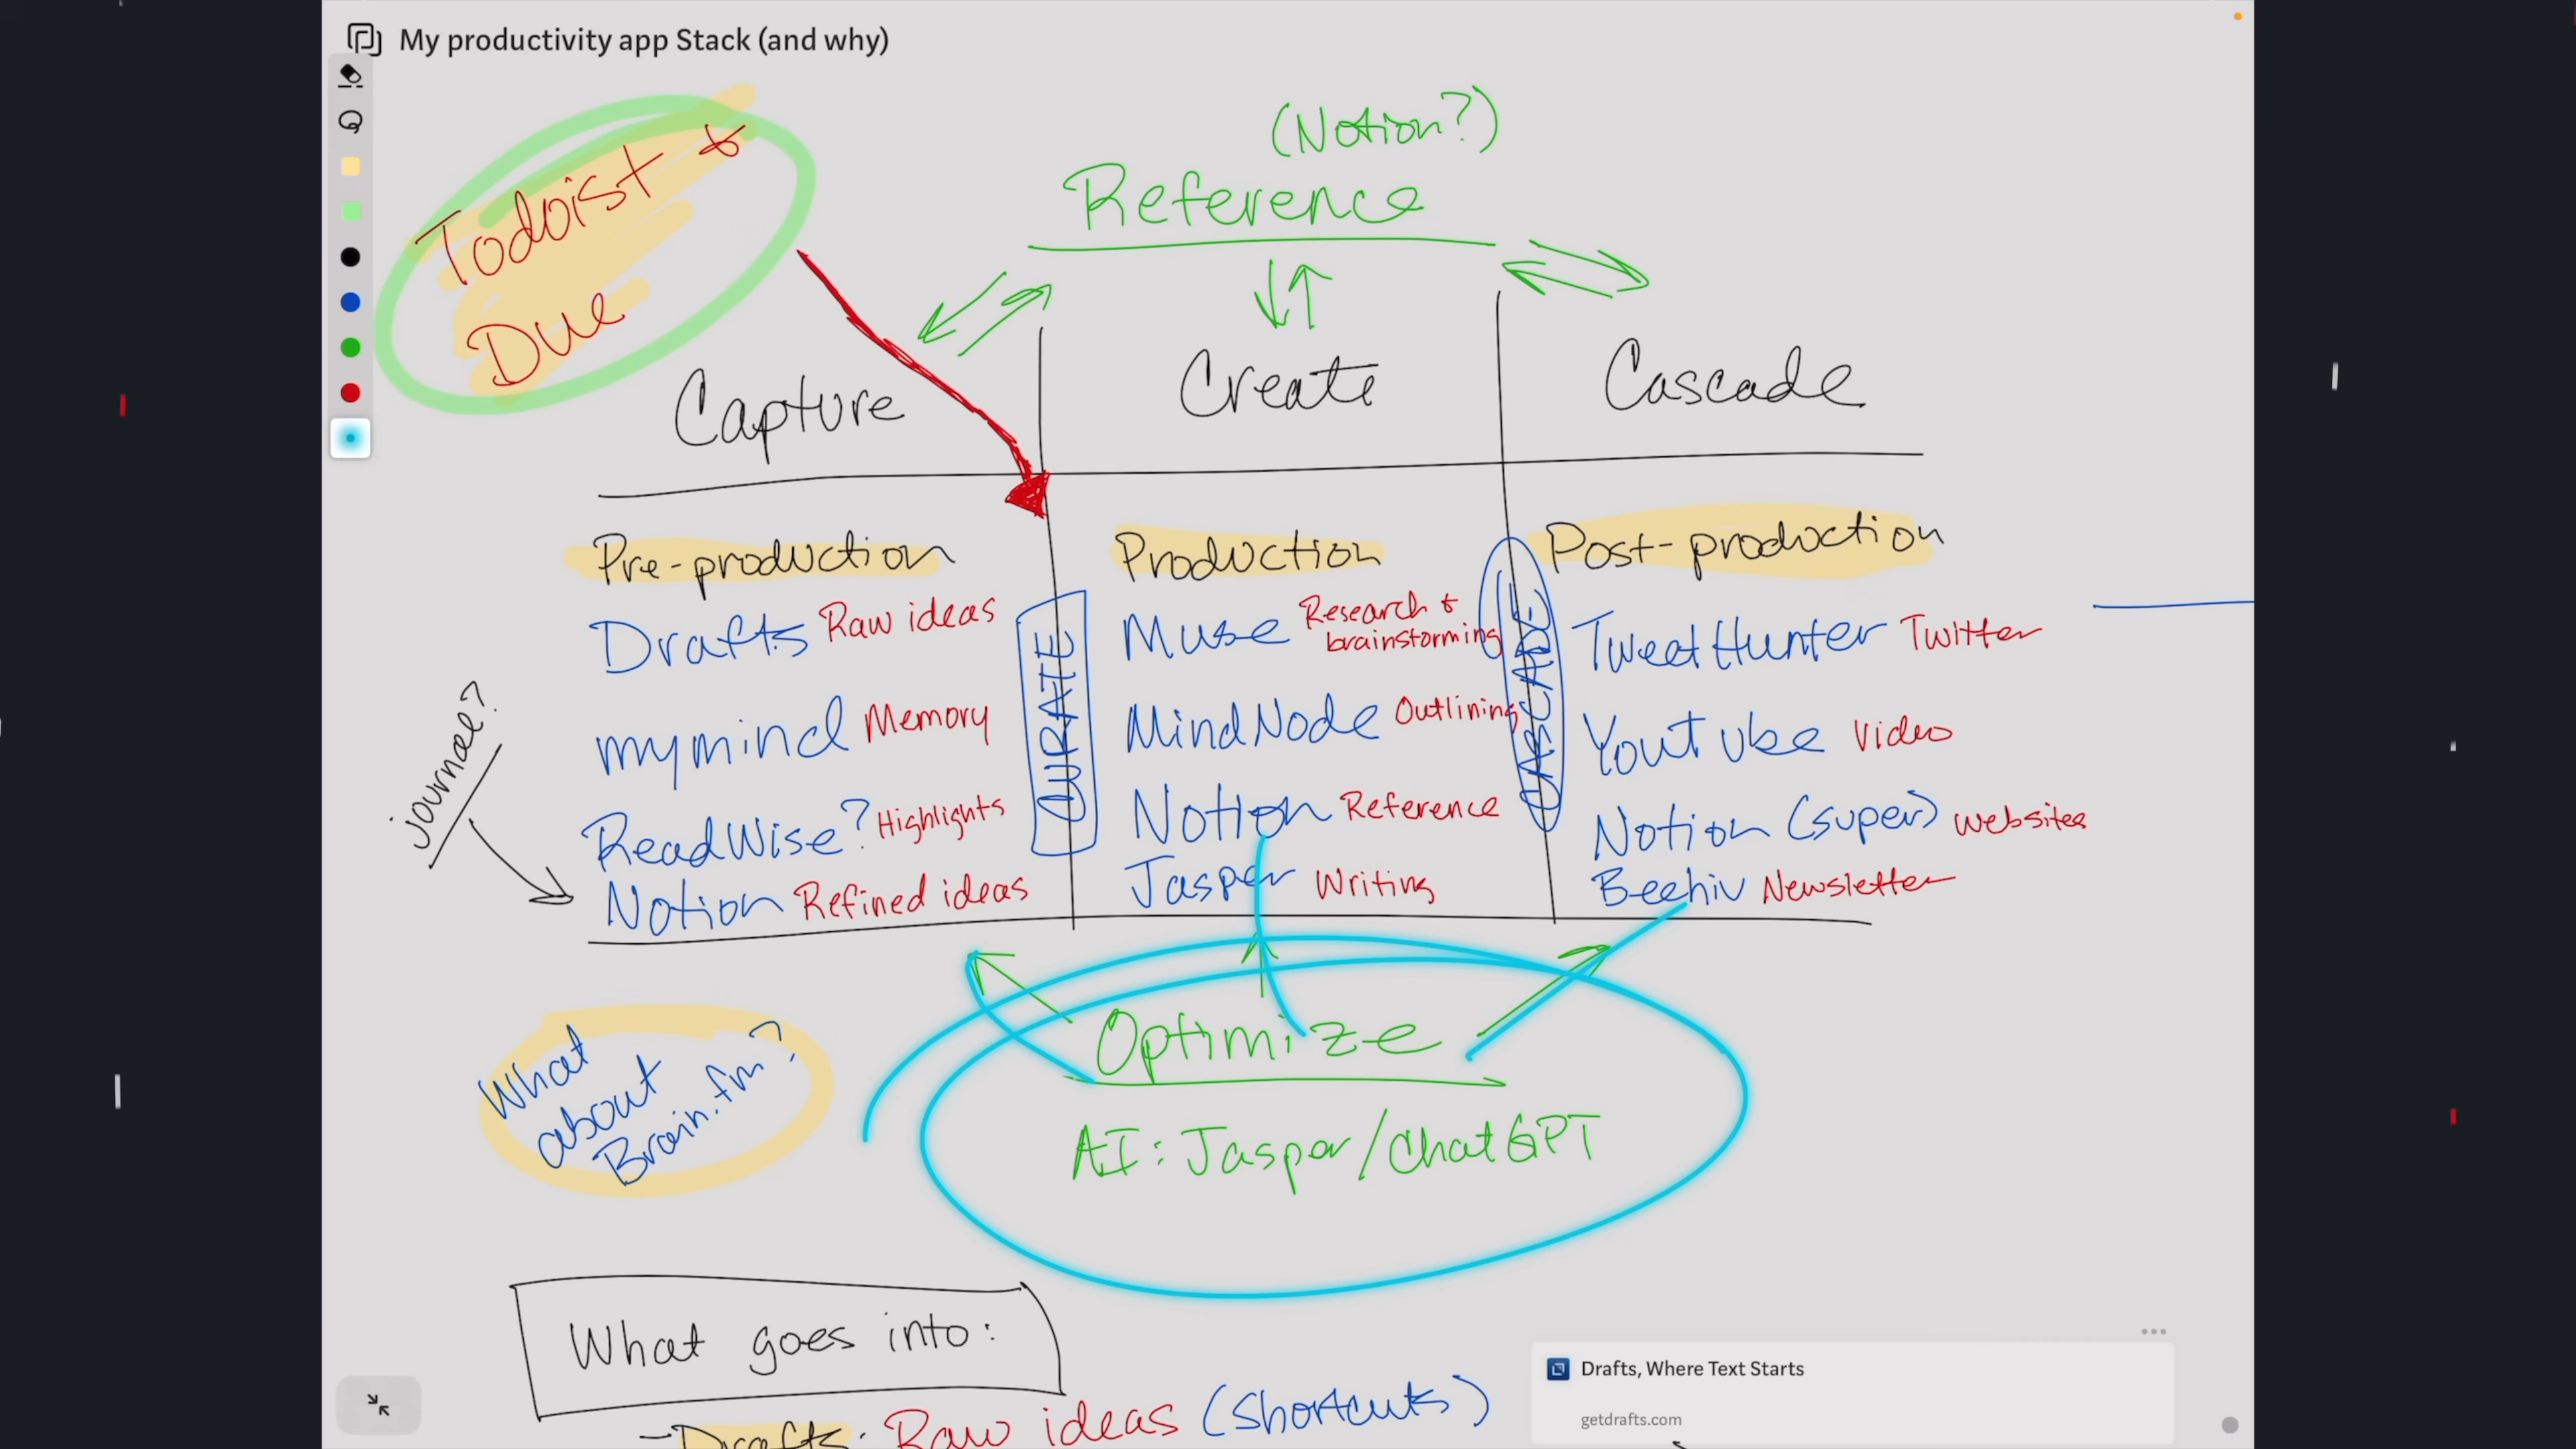 My productivity app Stack (and why)
(Notion?)
Reference
Todoist &
Due
Capture
Create
Cascade
Pre-production
Production
Post-production
Drafts Raw ideas
mymind Memory
ReadWise? Highlights
Notion Refined ideas
journal?
CURATE
Muse Research & brainstorming
MindNode Outlining
Notion Reference
Jasper Writing
CASCADE
TweetHunter Twitter
Youtube Video
Notion (super) websites
Beehiv Newsletter
Optimize
AI: Jasper/ChatGPT
What
about
Brain.fm?
What goes into:
- Drafts: Raw ideas (shortcuts)
Drafts, Where Text Starts
getdrafts.com